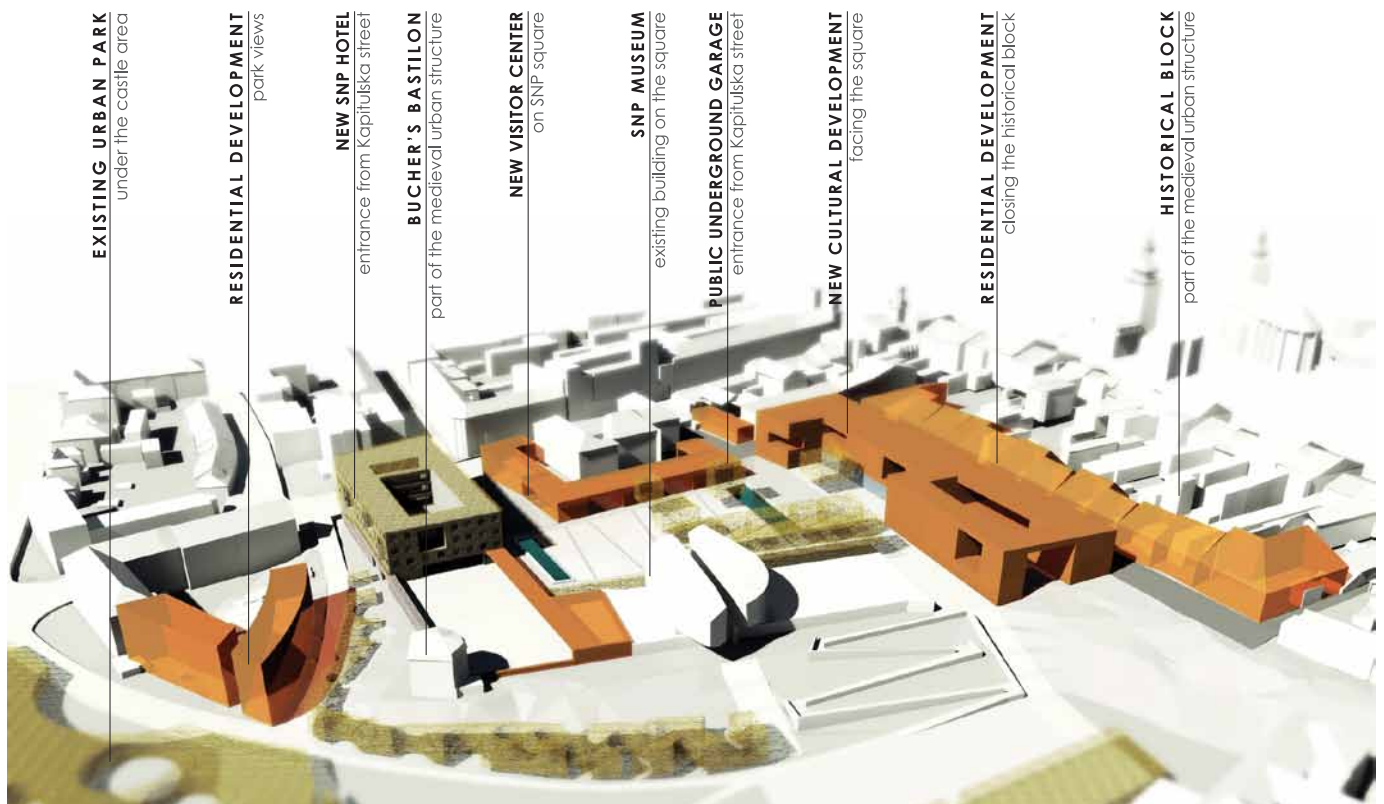 EXISTING URBAN PARK
under the castle area
RESIDENTIAL DEVELOPMENT
park views
NEW SNP HOTEL
entrance from Kapitulska street
BUCHER'S BASTILON
part of the medieval urban structure
NEW VISITOR CENTER
on SNP square
SNP MUSEUM
existing building on the square
PUBLIC UNDERGROUND GARAGE
entrance from Kapitulska street
NEW CULTURAL DEVELOPMENT
facing the square
RESIDENTIAL DEVELOPMENT
closing the historical block
HISTORICAL BLOCK
part of the medieval urban structure